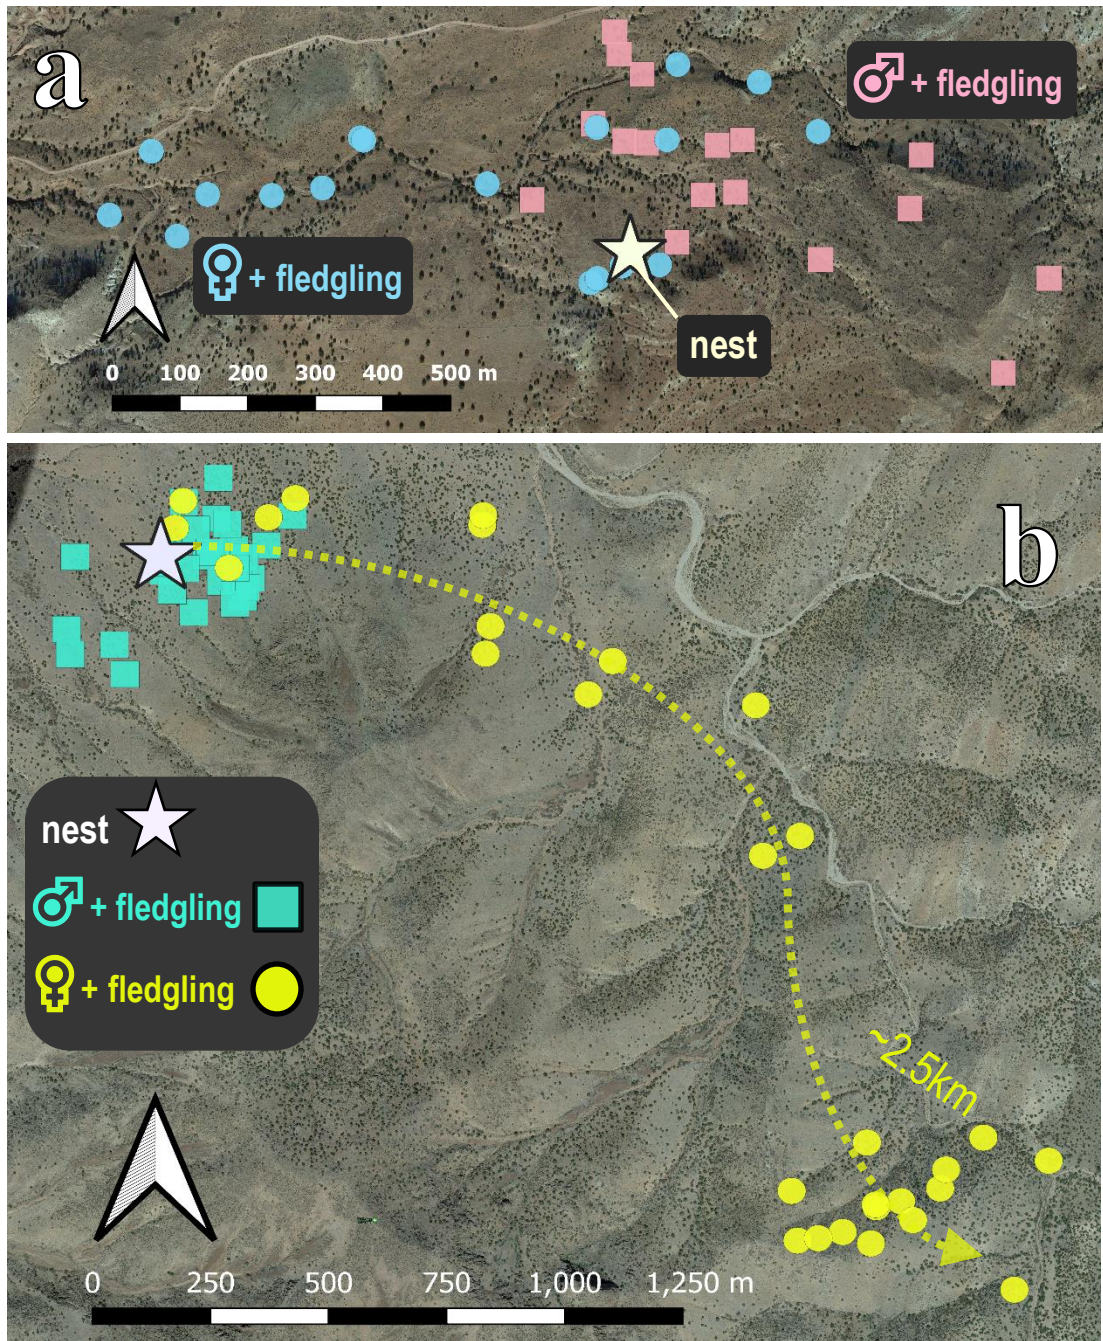 a
♂ + fledgling
♀ + fledgling
nest
0 100 200 300 400 500 m
b
nest
♂ + fledgling
♀ + fledgling
~2.5km
0 250 500 750 1,000 1,250 m